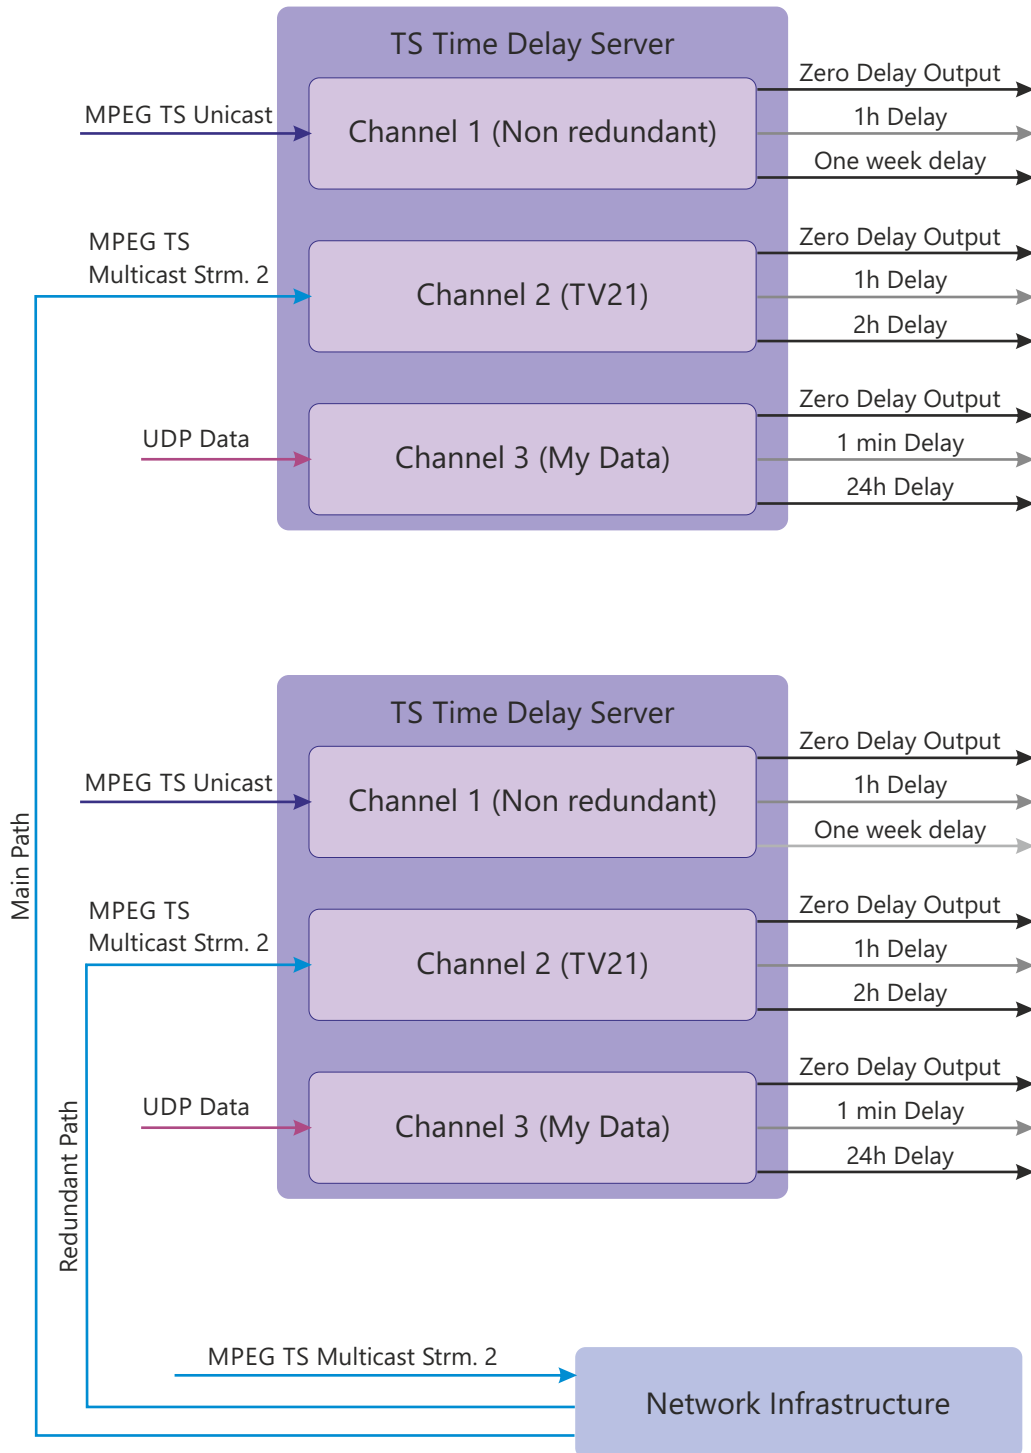 TS Time Delay Server
MPEG TS Unicast
Channel 1 (Non redundant)
Zero Delay Output
1h Delay
One week delay
MPEG TS
Multicast Strm. 2
Channel 2 (TV21)
Zero Delay Output
1h Delay
2h Delay
UDP Data
Channel 3 (My Data)
Zero Delay Output
1 min Delay
24h Delay
Main Path
TS Time Delay Server
MPEG TS Unicast
Channel 1 (Non redundant)
Zero Delay Output
1h Delay
One week delay
MPEG TS
Multicast Strm. 2
Channel 2 (TV21)
Zero Delay Output
1h Delay
2h Delay
Redundant Path
UDP Data
Channel 3 (My Data)
Zero Delay Output
1 min Delay
24h Delay
MPEG TS Multicast Strm. 2
Network Infrastructure